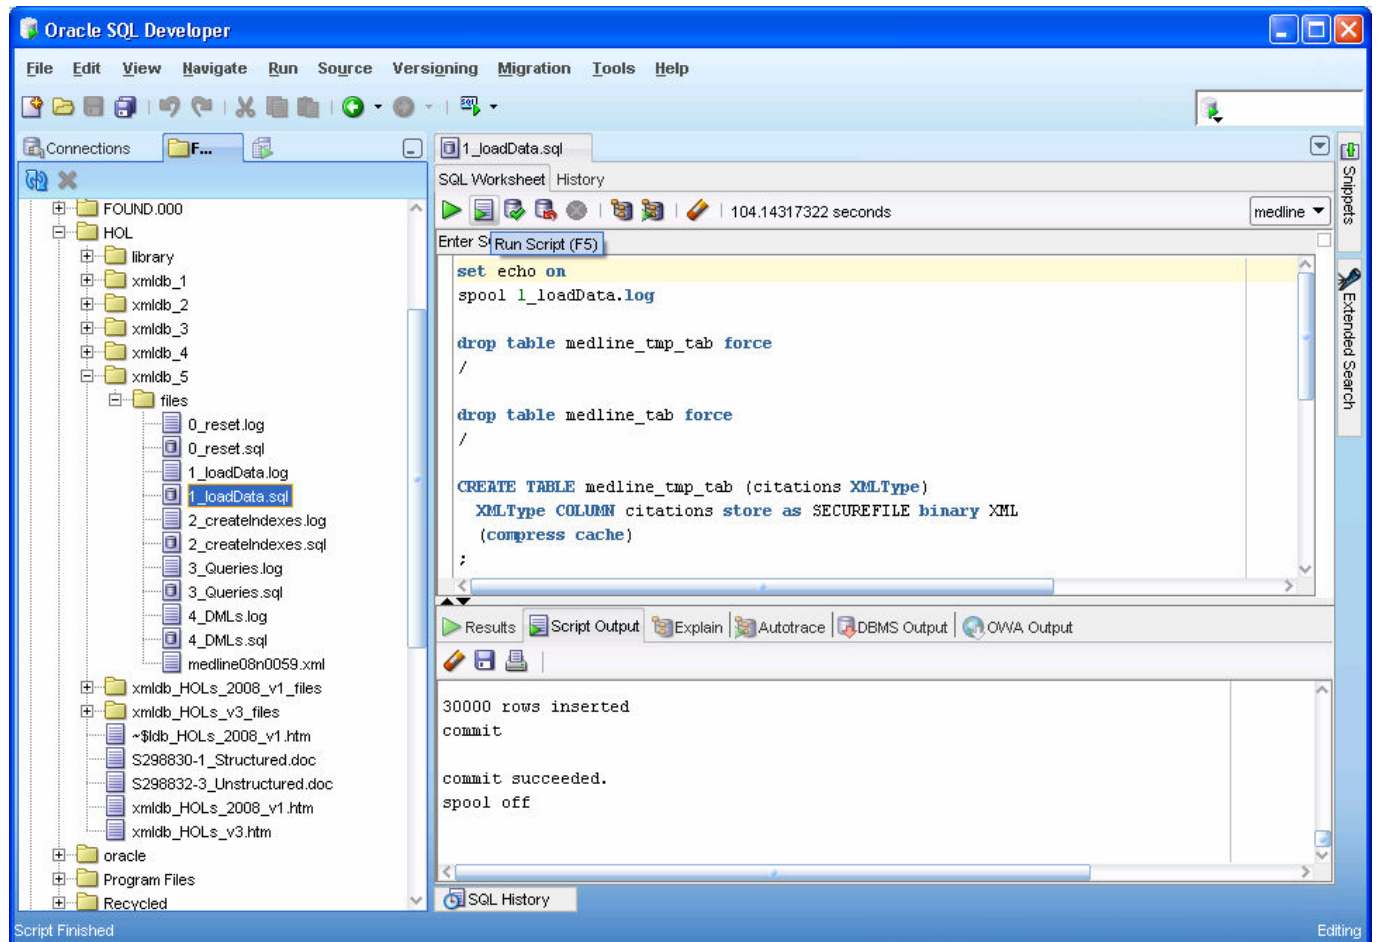 Oracle SQL Developer
File Edit View Navigate Run Source Versioning Migration Tools Help
Connections F...
FOUND.000
HOL
library
xmldb_1
xmldb_2
xmldb_3
xmldb_4
xmldb_5
files
0_reset.log
0_reset.sql
1_loadData.log
1_loadData.sql
2_createIndexes.log
2_createIndexes.sql
3_Queries.log
3_Queries.sql
4_DMLs.log
4_DMLs.sql
medline08n0059.xml
xmldb_HOLs_2008_v1_files
xmldb_HOLs_v3_files
~$ldb_HOLs_2008_v1.htm
S298830-1_Structured.doc
S298832-3_Unstructured.doc
xmldb_HOLs_2008_v1.htm
xmldb_HOLs_v3.htm
oracle
Program Files
Recycled
1_loadData.sql
SQL Worksheet History
104.14317322 seconds
medline
Enter S
Run Script (F5)
set echo on
spool 1_loadData.log
drop table medline_tmp_tab force
/
drop table medline_tab force
/
CREATE TABLE medline_tmp_tab (citations XMLType)
XMLType COLUMN citations store as SECUREFILE binary XML
(compress cache)
;
Results Script Output Explain Autotrace DBMS Output OWA Output
30000 rows inserted
commit
commit succeeded.
spool off
SQL History
Snippets
Extended Search
Script Finished
Editing